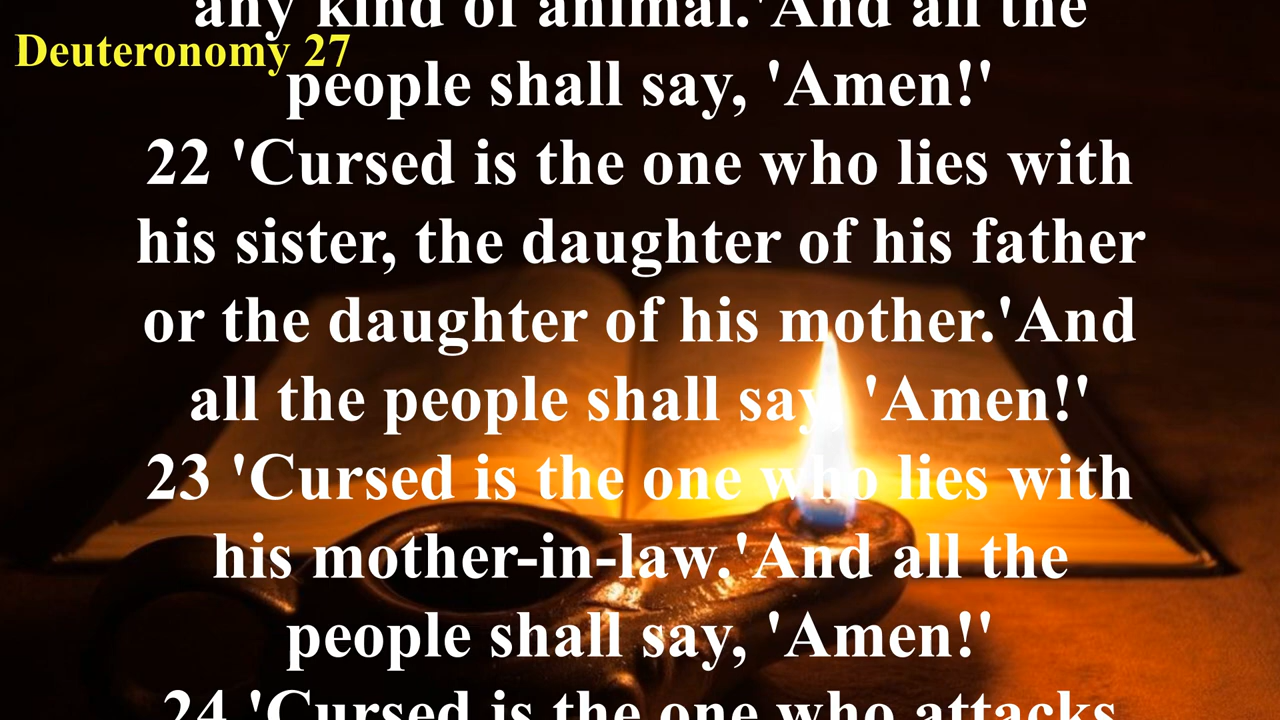 any kind of animal.'And all the
Deuteronomy 27
people shall say, 'Amen!'
22 'Cursed is the one who lies with
his sister, the daughter of his father
or the daughter of his mother.'And
all the people shall say, 'Amen!'
23 'Cursed is the one who lies with
his mother-in-law.'And all the
people shall say, 'Amen!'
24 'Cursed is the one who attacks